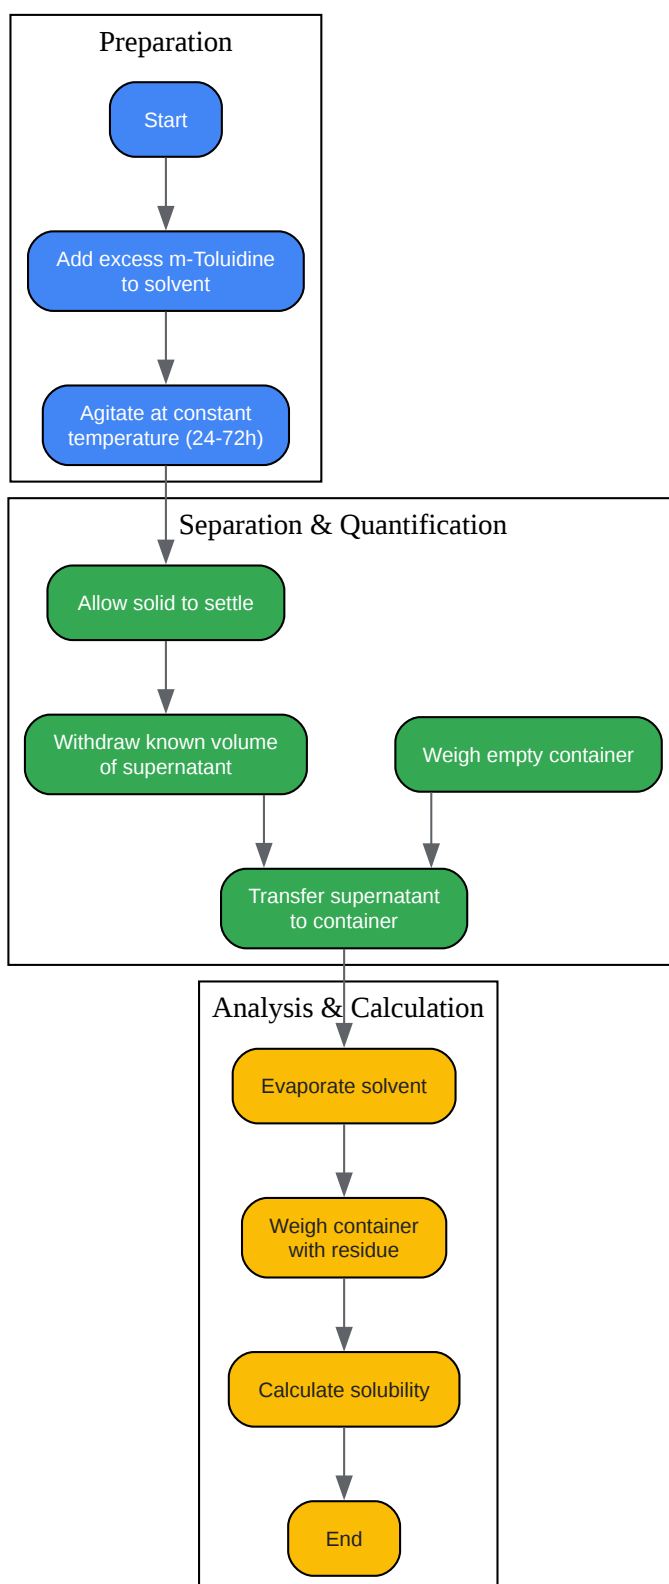 Preparation
Start
Add excess m-Toluidine
to solvent
Agitate at constant
temperature (24-72h)
Separation & Quantification
Allow solid to settle
Withdraw known volume
of supernatant
Weigh empty container
Transfer supernatant
to container
Analysis & Calculation
Evaporate solvent
Weigh container
with residue
Calculate solubility
End